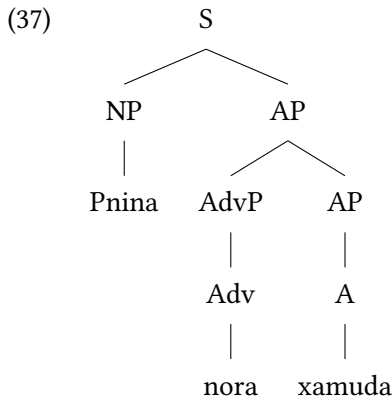 (37) S
NP AP
Pnina AdvP AP
Adv A
nora xamuda